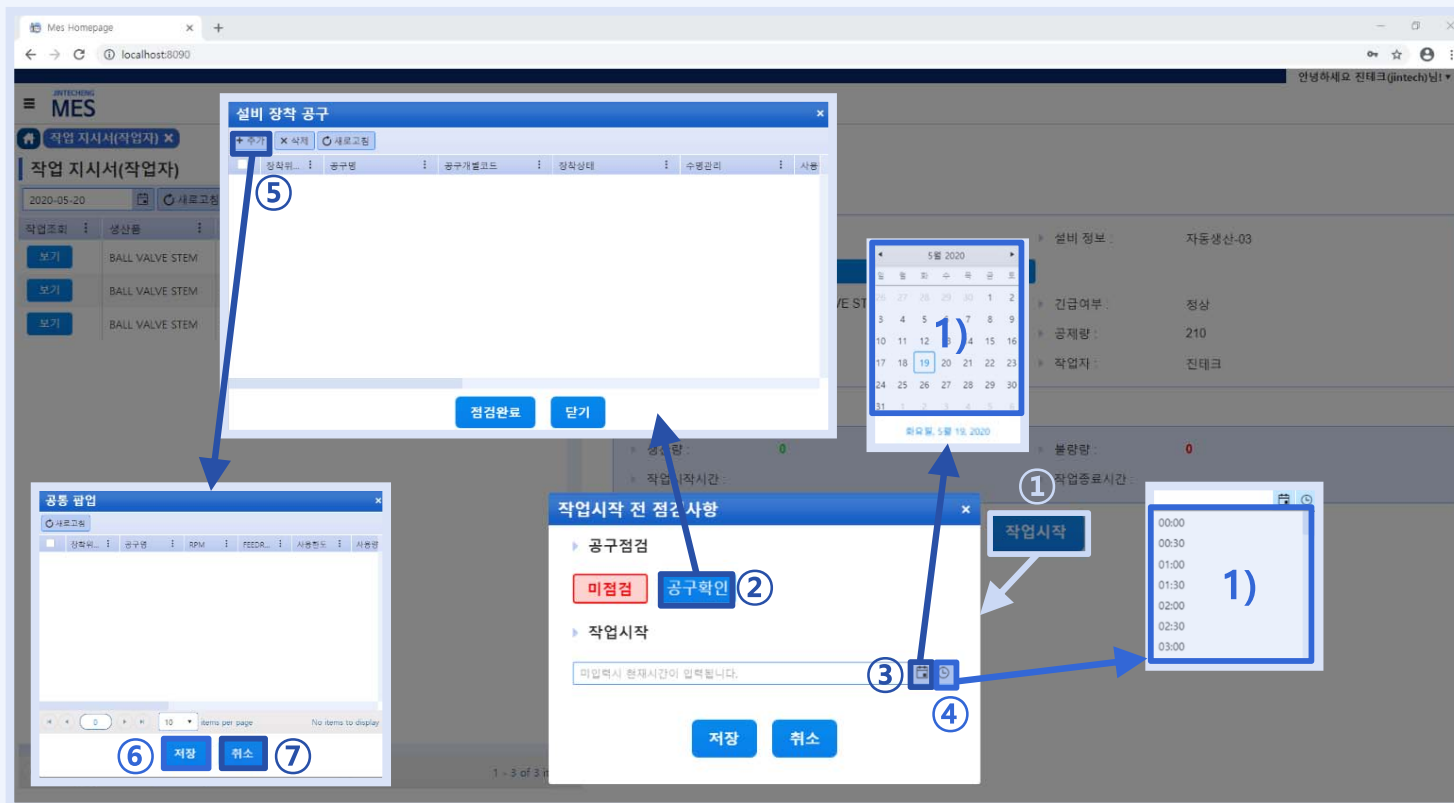 Mes Homepage × +
localhost:8090
안녕하세요 진테크(jintech)님!
JINTECHENG
MES
작업 지시서(작업자) ×
작업 지시서(작업자)
2020-05-20 새로고침
작업조회 생산품
보기 BALL VALVE STEM
보기 BALL VALVE STEM
보기 BALL VALVE STEM
설비 장착 공구 ×
+ 추가 × 삭제 새로고침
장착위... 공구명 공구개별코드 장착상태 수명관리 사용
⑤
점검완료 닫기
설비 정보 : 자동생산-03
긴급여부 : 정상
공제량 : 210
작업자 : 진테크
5월 2020
일 월 화 수 목 금 토
26 27 28 29 30 1 2
3 4 5 6 7 8 9
10 11 12 13 14 15 16
17 18 19 20 21 22 23
24 25 26 27 28 29 30
31 1 2 3 4 5 6
1)
화요일, 5월 19, 2020
0
불량량 : 0
작업시작시간 :
작업종료시간 :
①
작업시작
00:00
00:30
01:00
01:30
02:00
02:30
03:00
1)
공통 팝업 ×
새로고침
장착위... 공구명 RPM FEEDR... 사용한도 사용량
0 10 items per page No items to display
⑥ 저장 취소 ⑦
작업시작 전 점검사항 ×
공구점검
미점검 공구확인 ②
작업시작
미입력시 현재시간이 입력됩니다.
③
④
저장 취소
1 - 3 of 3